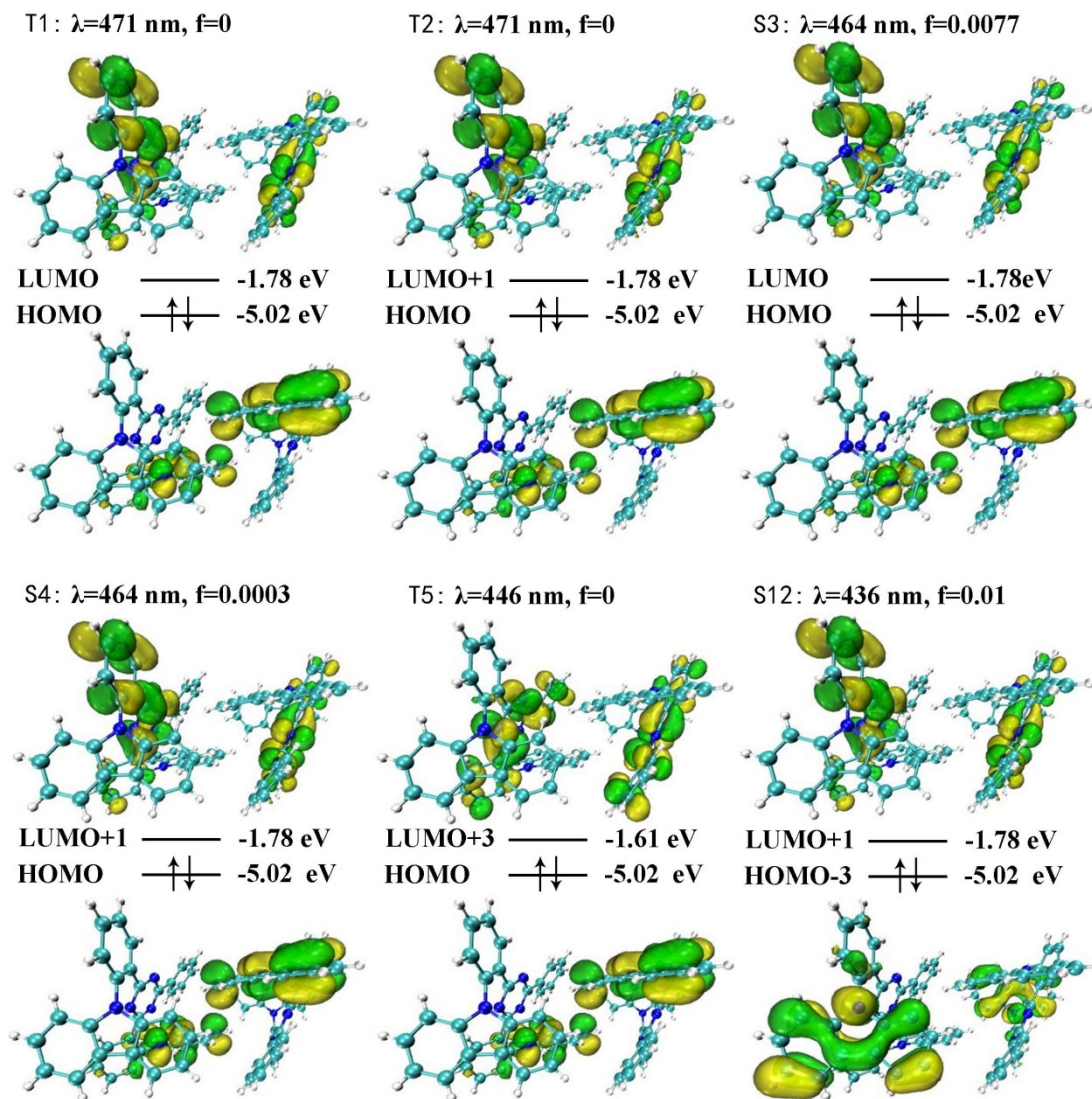 T1: λ=471 nm, f=0
T2: λ=471 nm, f=0
S3: λ=464 nm, f=0.0077
LUMO -1.78 eV
HOMO -5.02 eV
LUMO+1 -1.78 eV
HOMO -5.02 eV
LUMO -1.78eV
HOMO -5.02 eV
S4: λ=464 nm, f=0.0003
T5: λ=446 nm, f=0
S12: λ=436 nm, f=0.01
LUMO+1 -1.78 eV
HOMO -5.02 eV
LUMO+3 -1.61 eV
HOMO -5.02 eV
LUMO+1 -1.78 eV
HOMO-3 -5.02 eV